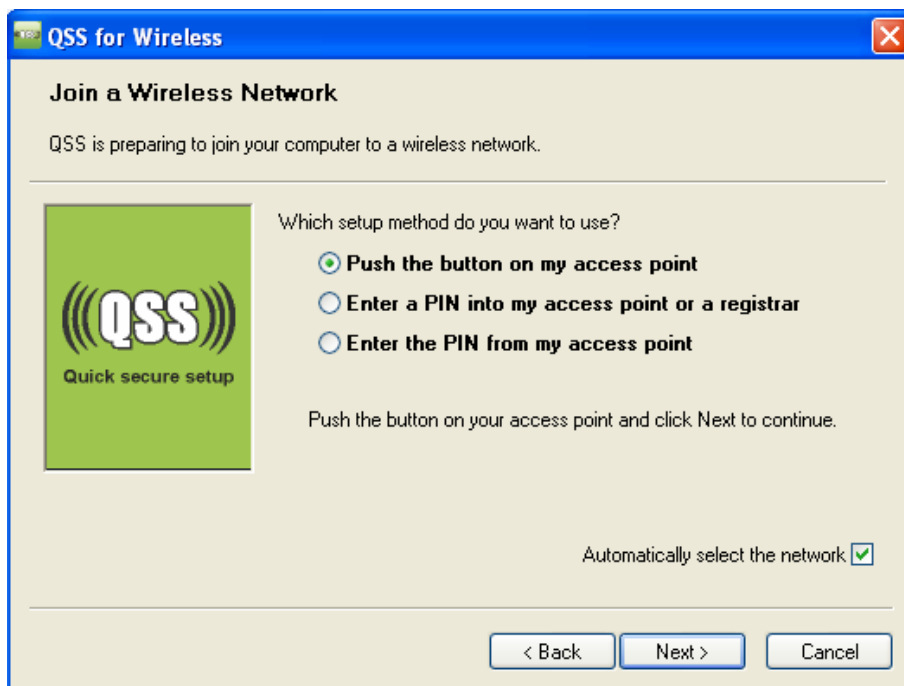 QSS for Wireless
Join a Wireless Network
QSS is preparing to join your computer to a wireless network.
Which setup method do you want to use?
Push the button on my access point
Enter a PIN into my access point or a registrar
Enter the PIN from my access point
(((QSS)))
Quick secure setup
Push the button on your access point and click Next to continue.
Automatically select the network
< Back
Next >
Cancel